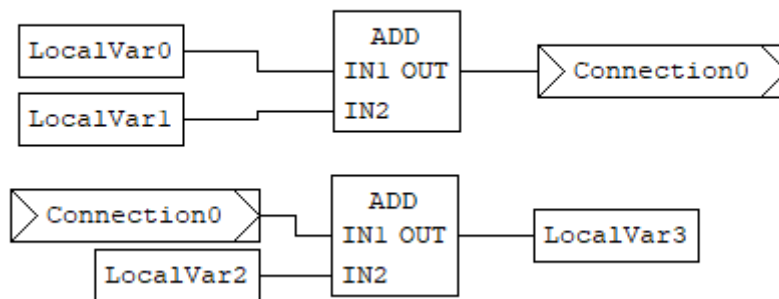 ADD
LocalVar0
IN1 OUT
Connection0
LocalVar1
IN2
ADD
Connection0
IN1 OUT
LocalVar3
LocalVar2
IN2